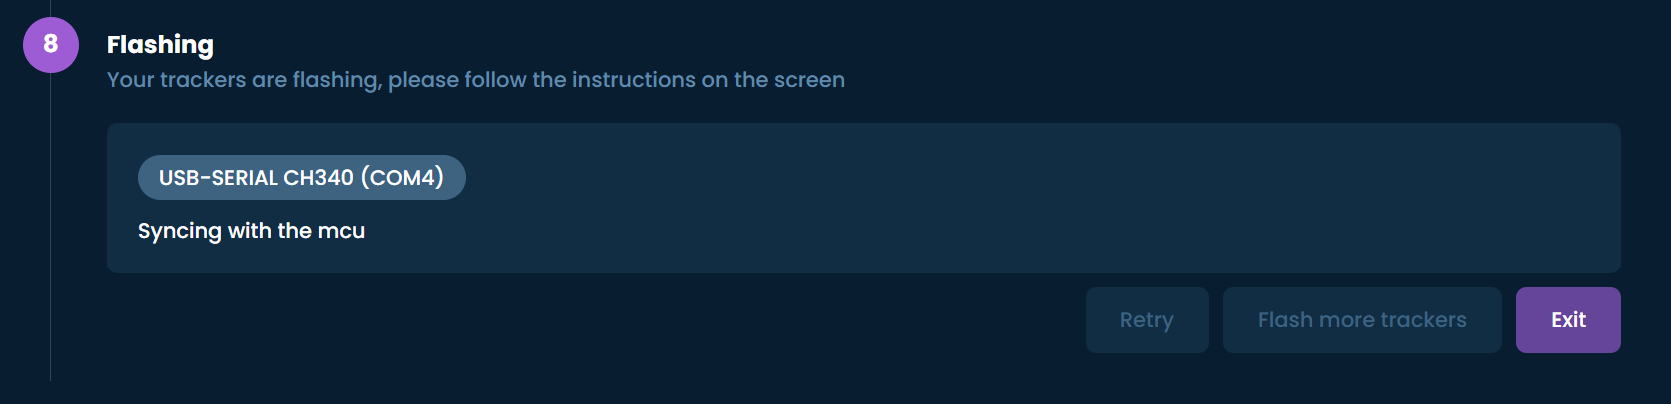 8
Flashing
Your trackers are flashing, please follow the instructions on the screen
USB-SERIAL CH340 (COM4)
Syncing with the mcu
Retry
Flash more trackers
Exit